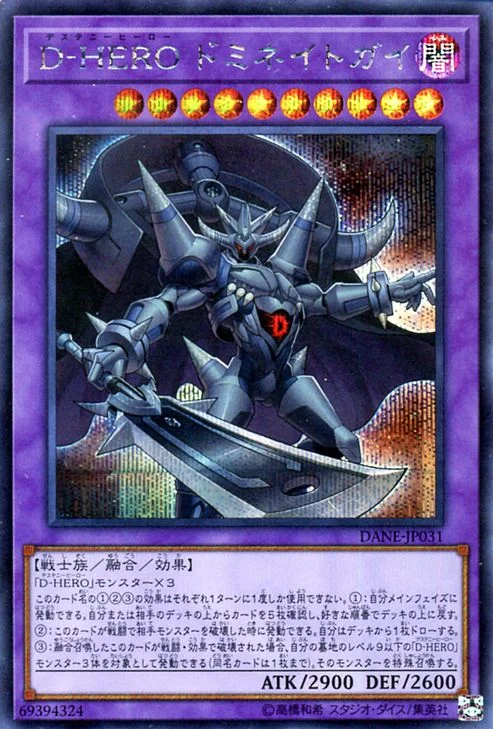 デステニーヒーロー
D-HERO ドミネイトガイ 闇
D
DANE-JP031
【戦士族/融合/効果】
「D-HERO」モンスター×3
このカード名の①②③の効果はそれぞれ1ターンに1度しか使用できない。①:自分メインフェイズに
発動できる。自分または相手のデッキの上からカードを5枚確認し、好きな順番でデッキの上に戻す。
②:このカードが戦闘で相手モンスターを破壊した時に発動できる。自分はデッキから1枚ドローする。
③:融合召喚したこのカードが戦闘・効果で破壊された場合、自分の墓地のレベル9以下の「D-HERO」
モンスター3体を対象として発動できる(同名カードは1枚まで)。そのモンスターを特殊召喚する。
ATK/2900 DEF/2600
69394324 ©高橋和希 スタジオ・ダイス/集英社